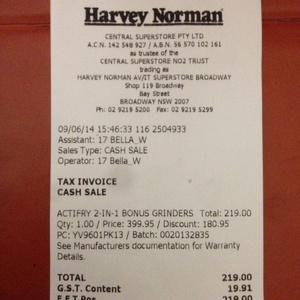 Harvey Norman
CENTRAL SUPERSTORE PTY LTD
A.C.N. 142 548 927 / A.B.N. 56 570 102 161
as trustee of the
CENTRAL SUPERSTORE NO2 TRUST
trading as
HARVEY NORMAN AV/IT SUPERSTORE BROADWAY
Shop 119 Broadway
Bay Street
BROADWAY NSW 2007
Ph: 02 9219 5200 Fax: 02 9219 5299
09/06/14 15:46:33 116 2504933
Assistant: 17 BELLA_W
Sales Type: CASH SALE
Operator: 17 Bella_W
TAX INVOICE
CASH SALE
ACTIFRY 2-IN-1 BONUS GRINDERS Total: 219.00
Qty: 1.00 / Price: 399.95 / Discount: 180.95
PC: YV9601PK13 / Batch: 0020132835
See Manufacturers documentation for Warranty
Details.
TOTAL 219.00
G.S.T. Content 19.91
E.F.T Pos 219.00